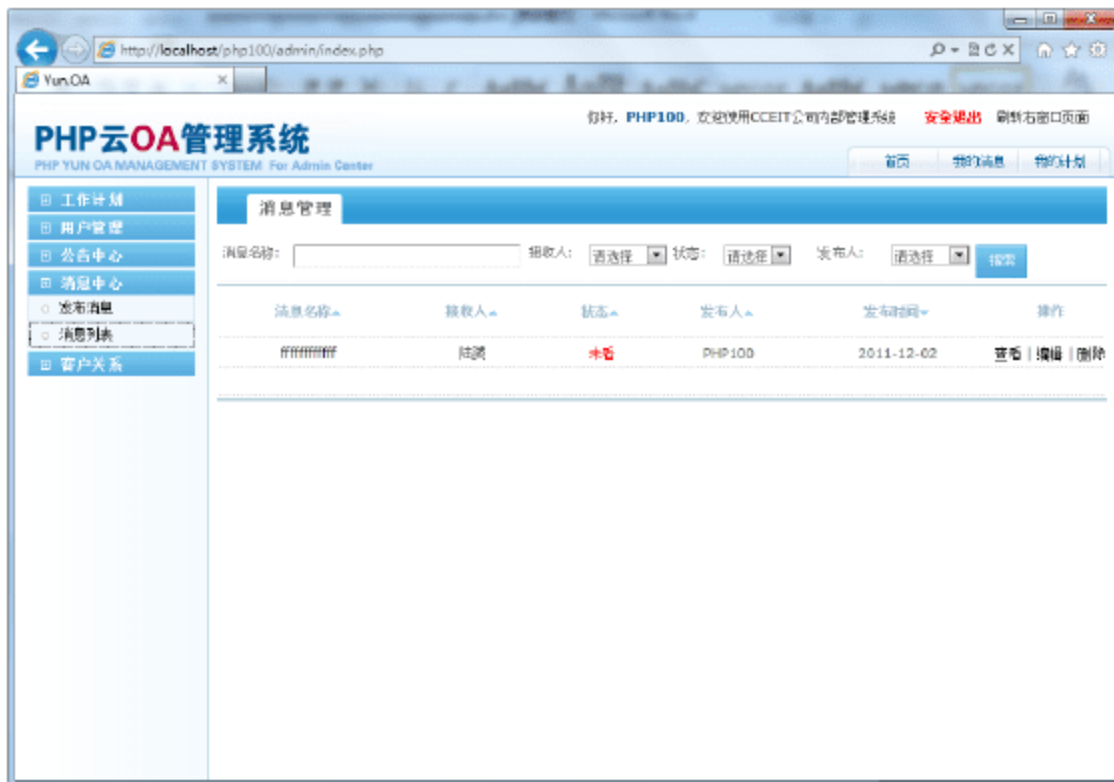 http://localhost/php100/admin/index.php
Yun.OA
你好，PHP100，欢迎使用CCEIT公司内部管理系统 安全退出 刷新右窗口页面
PHP云OA管理系统
PHP YUN OA MANAGEMENT SYSTEM For Admin Center
首页 我的消息 我的计划
工作计划
用户管理
公告中心
消息中心
发布消息
消息列表
客户关系
消息管理
消息名称： 接收人： 请选择 状态： 请选择 发布人： 请选择 搜索
消息名称 接收人 状态 发布人 发布时间 操作
未看 PHP100 2011-12-02 查看 | 编辑 | 删除